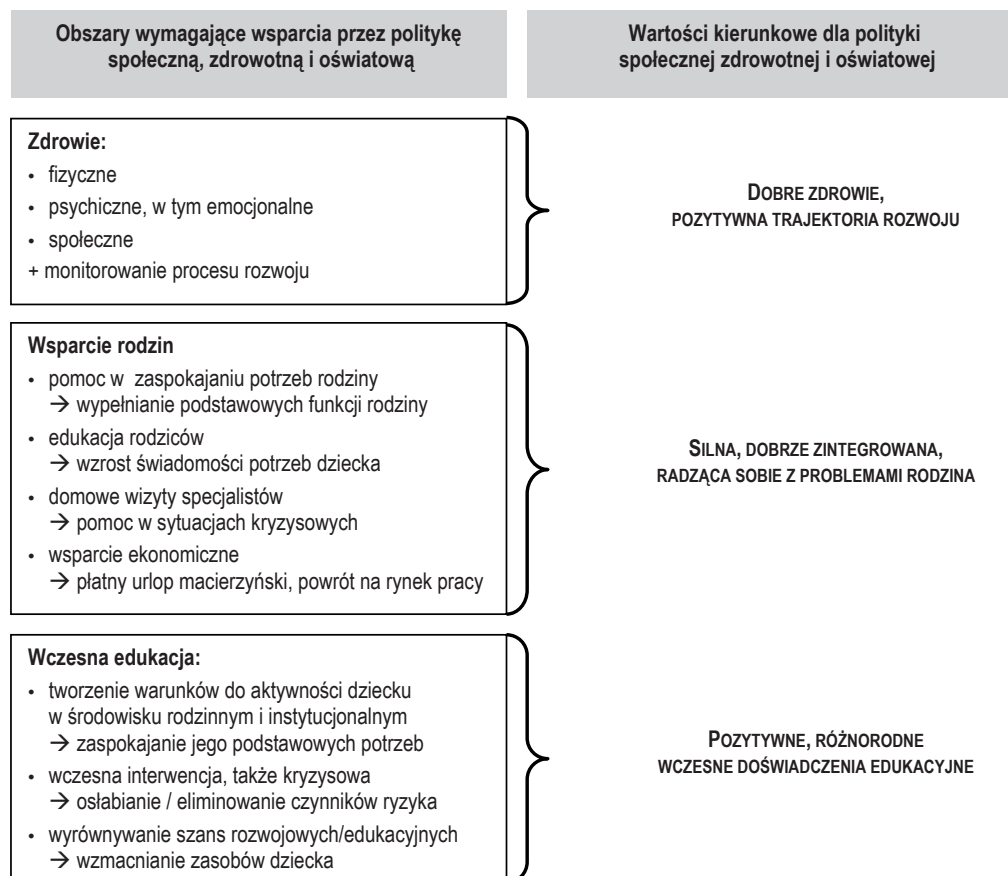 Obszary wymagające wsparcia przez politykę
społeczną, zdrowotną i oświatową
Wartości kierunkowe dla polityki
społecznej zdrowotnej i oświatowej
Zdrowie:
• fizyczne
• psychiczne, w tym emocjonalne
• społeczne
+ monitorowanie procesu rozwoju
DOBRE ZDROWIE,
POZYTYWNA TRAJEKTORIA ROZWOJU
Wsparcie rodzin
• pomoc w zaspokajaniu potrzeb rodziny
→ wypełnianie podstawowych funkcji rodziny
• edukacja rodziców
→ wzrost świadomości potrzeb dziecka
• domowe wizyty specjalistów
→ pomoc w sytuacjach kryzysowych
• wsparcie ekonomiczne
→ płatny urlop macierzyński, powrót na rynek pracy
SILNA, DOBRZE ZINTEGROWANA,
RADZĄCA SOBIE Z PROBLEMAMI RODZINA
Wczesna edukacja:
• tworzenie warunków do aktywności dziecku
w środowisku rodzinnym i instytucjonalnym
→ zaspokajanie jego podstawowych potrzeb
• wczesna interwencja, także kryzysowa
→ osłabianie / eliminowanie czynników ryzyka
• wyrównywanie szans rozwojowych/edukacyjnych
→ wzmacnianie zasobów dziecka
POZYTYWNE, RÓŻNORODNE
WCZESNE DOŚWIADCZENIA EDUKACYJNE